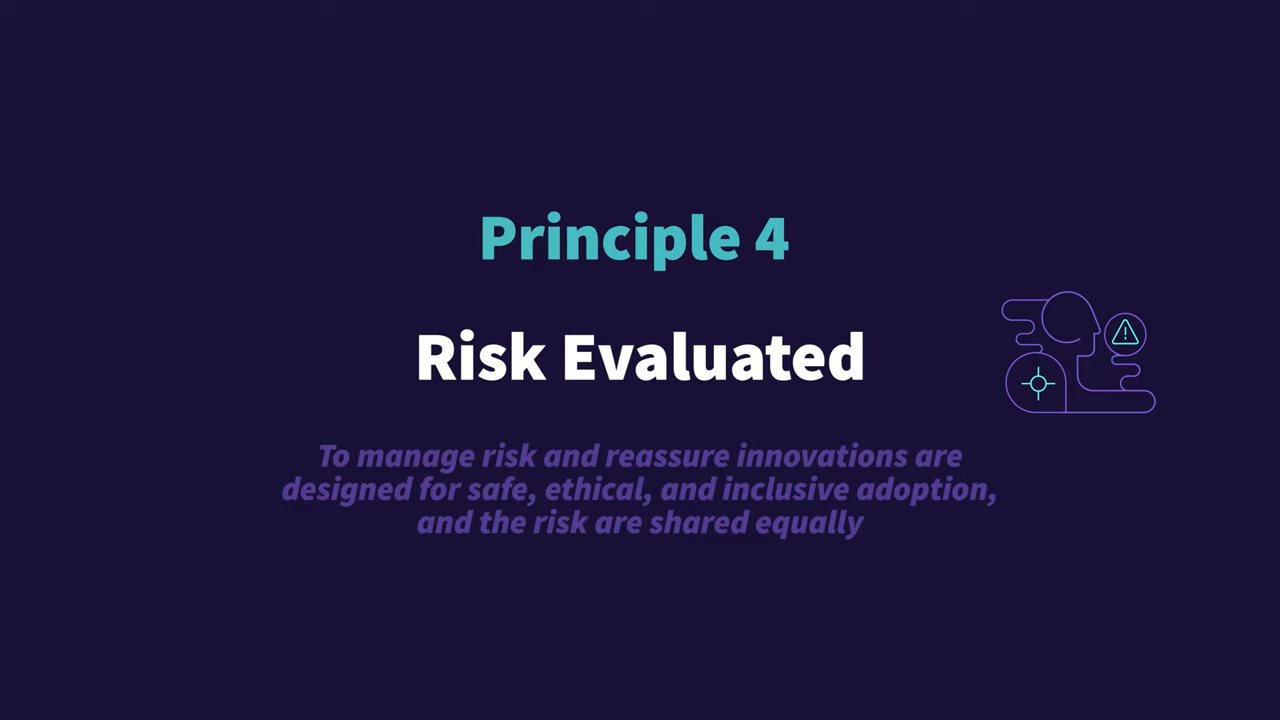 Principle 4
Risk Evaluated
To manage risk and reassure innovations are
designed for safe, ethical, and inclusive adoption,
and the risk are shared equally